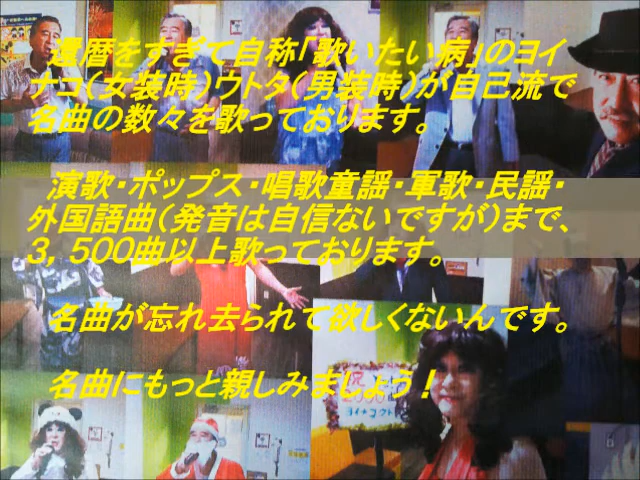 還暦をすぎて自称「歌いたい病」のヨイ
ナコ（女装時）ウトタ（男装時）が自己流で
名曲の数々を歌っております。
演歌・ポップス・唱歌童謡・軍歌・民謡・
外国語曲（発音は自信ないですが）まで、
３，５００曲以上歌っております。
名曲が忘れ去られて欲しくないんです。
名曲にもっと親しみましょう！
祝